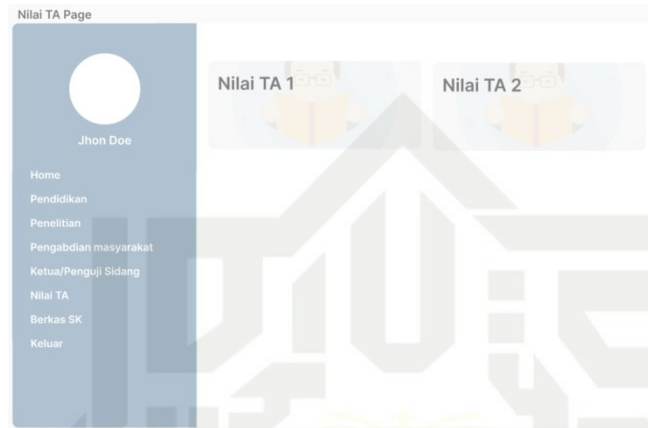 Nilai TA Page
Jhon Doe
Home
Pendidikan
Penelitian
Pengabdian masyarakat
Ketua/Penguji Sidang
Nilai TA
Berkas SK
Keluar
Nilai TA 1
Nilai TA 2